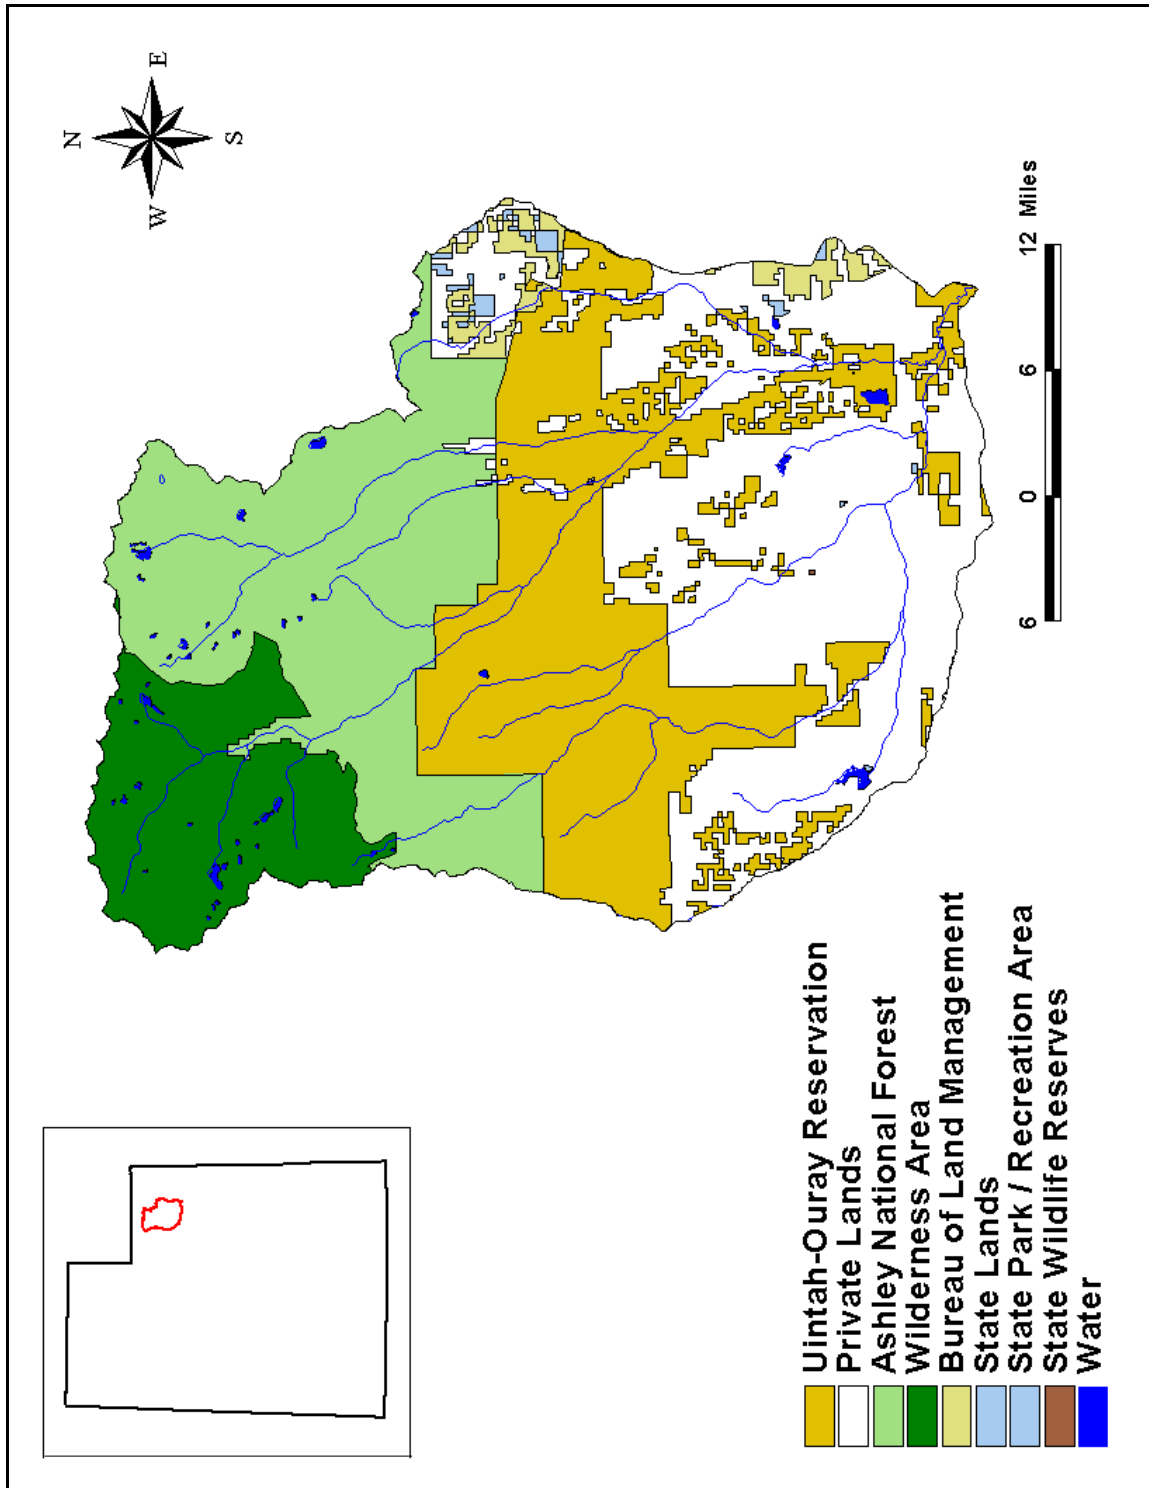 N
E
W
S
6 0 6 12 Miles
Uintah-Ouray Reservation
Private Lands
Ashley National Forest
Wilderness Area
Bureau of Land Management
State Lands
State Park / Recreation Area
State Wildlife Reserves
Water